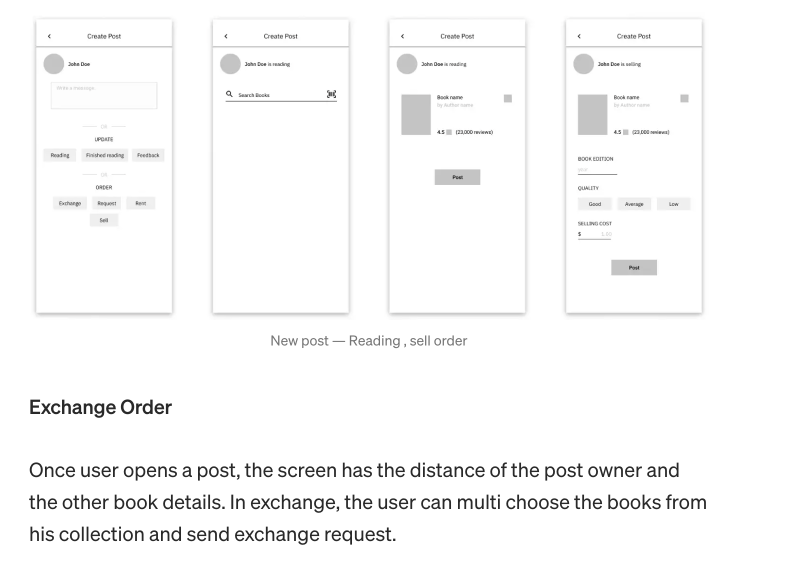 Create Post
John Doe
Write a message
OR
UPDATE
Reading Finished reading Feedback
OR
ORDER
Exchange Request Rent
Sell
Create Post
John Doe is reading
Search Books
Create Post
John Doe is reading
Book name
by Author name
4.5 (23,000 reviews)
Post
Create Post
John Doe is selling
Book name
by Author name
4.5 (23,000 reviews)
BOOK EDITION
QUALITY
Good Average Low
SELLING COST
$
Post
New post — Reading , sell order
Exchange Order
Once user opens a post, the screen has the distance of the post owner and
the other book details. In exchange, the user can multi choose the books from
his collection and send exchange request.